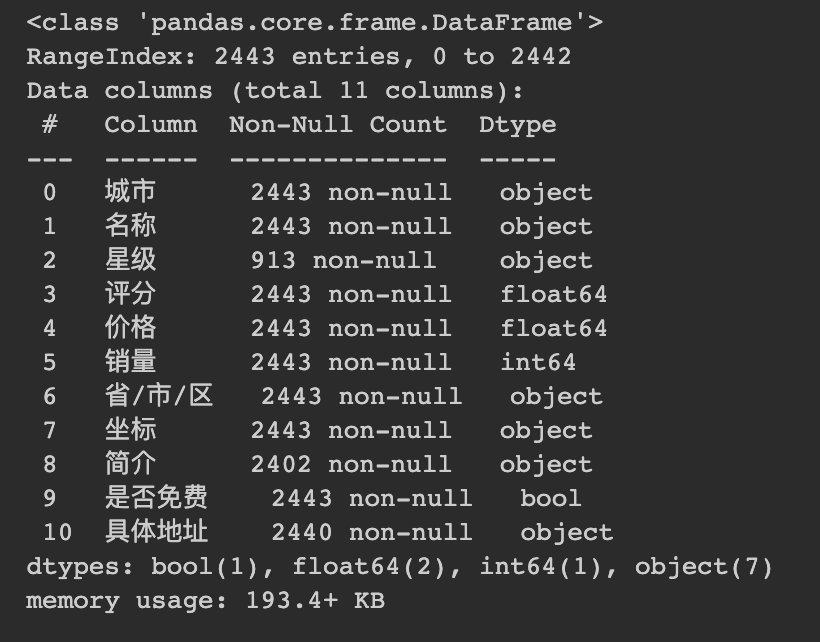 <class 'pandas.core.frame.DataFrame'>
RangeIndex: 2443 entries, 0 to 2442
Data columns (total 11 columns):
 #   Column  Non-Null Count  Dtype
---  ------  --------------  -----
 0   城市      2443 non-null   object
 1   名称      2443 non-null   object
 2   星级      913 non-null    object
 3   评分      2443 non-null   float64
 4   价格      2443 non-null   float64
 5   销量      2443 non-null   int64
 6   省/市/区   2443 non-null   object
 7   坐标      2443 non-null   object
 8   简介      2402 non-null   object
 9   是否免费    2443 non-null   bool
 10  具体地址    2440 non-null   object
dtypes: bool(1), float64(2), int64(1), object(7)
memory usage: 193.4+ KB